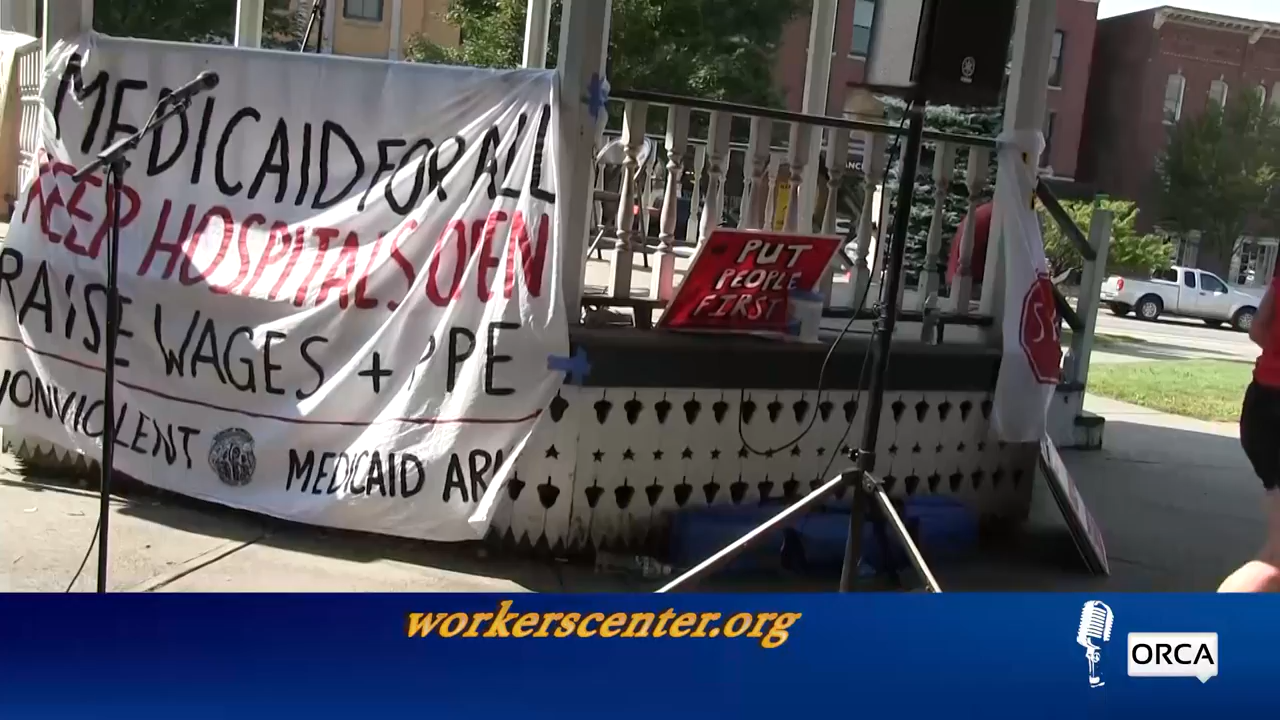 MEDICAID FOR ALL
KEEP HOSPITALS OPEN
RAISE WAGES + PPE
NONVIOLENT MEDICAID ARMY
PUT
PEOPLE
FIRST
workerscenter.org
ORCA